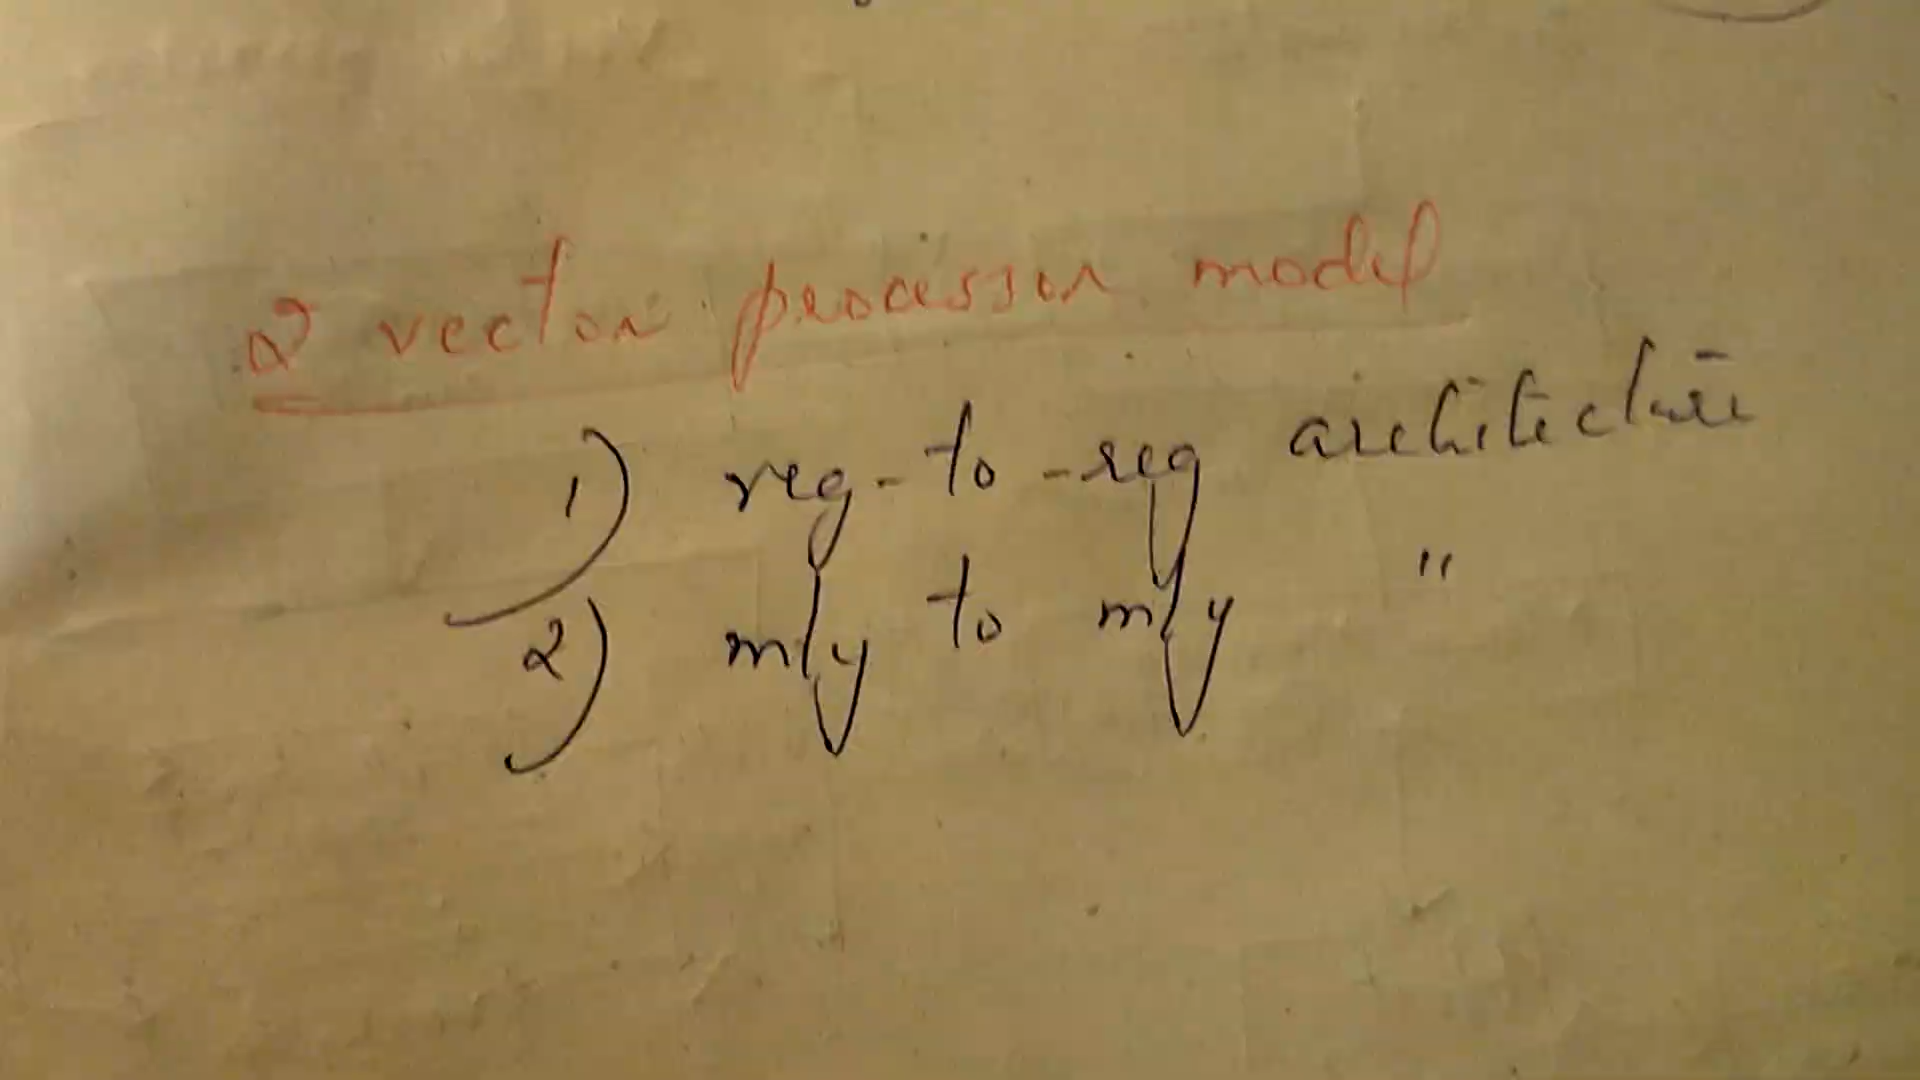 2 vector processor model
1) reg-to-reg architecture
2) m/y to m/y "